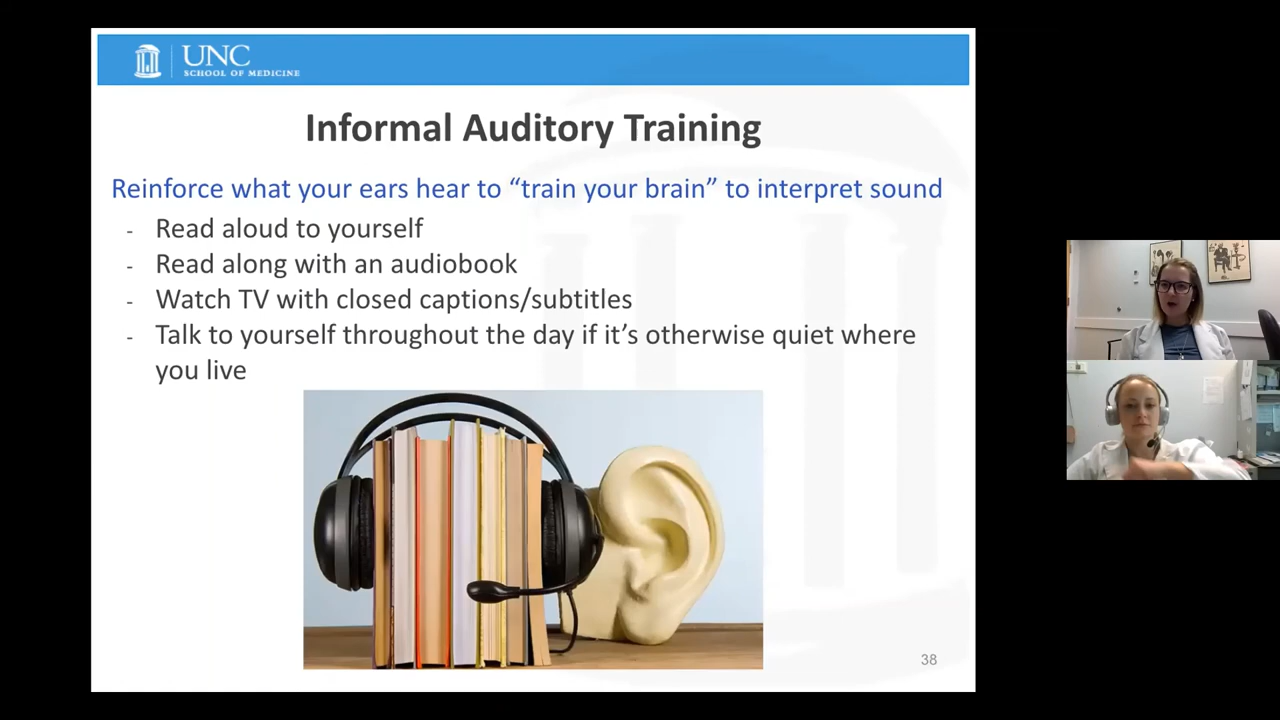 UNC
SCHOOL OF MEDICINE
Informal Auditory Training
Reinforce what your ears hear to “train your brain” to interpret sound
- Read aloud to yourself
- Read along with an audiobook
- Watch TV with closed captions/subtitles
- Talk to yourself throughout the day if it’s otherwise quiet where
you live
38